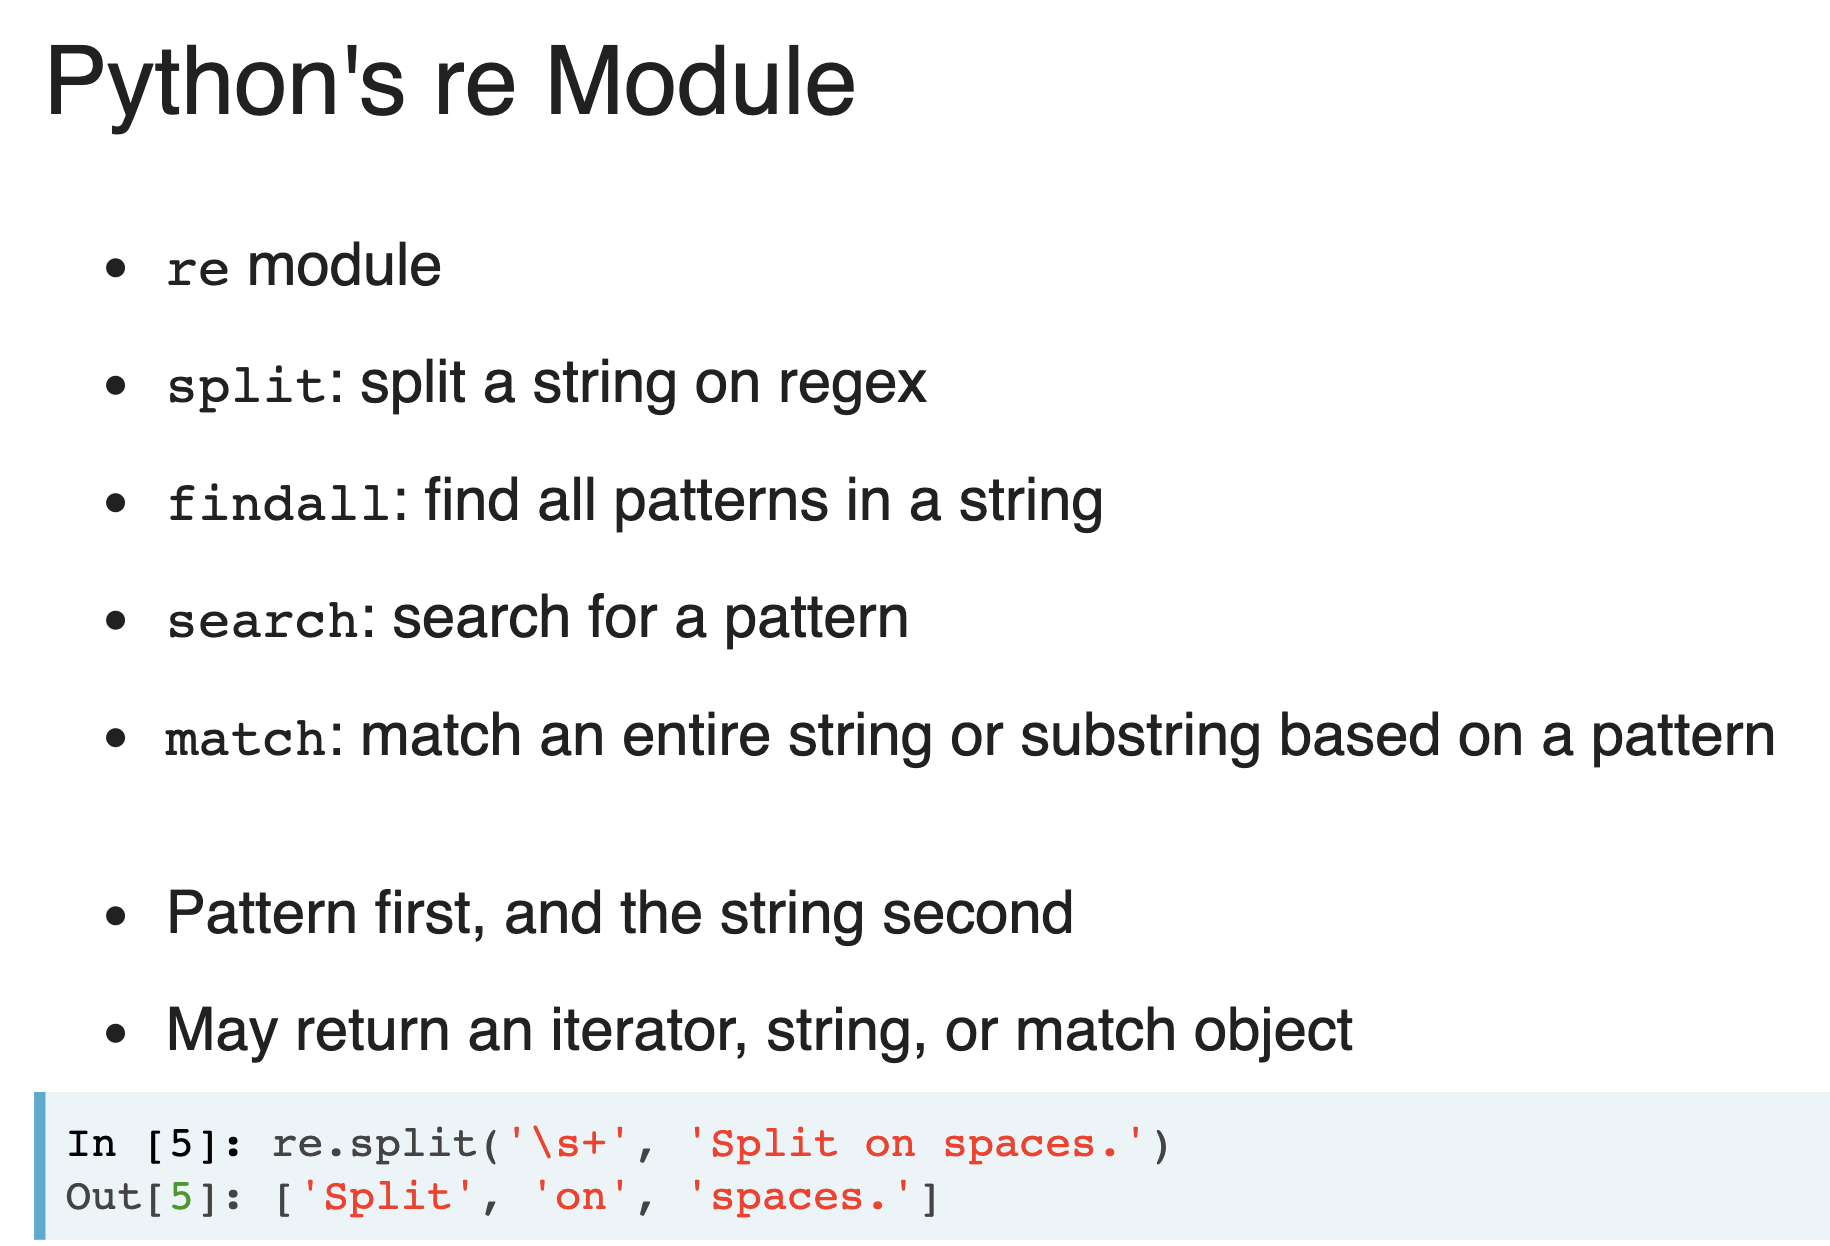 Python's re Module
re module
split: split a string on regex
findall: find all patterns in a string
search: search for a pattern
match: match an entire string or substring based on a pattern
Pattern first, and the string second
May return an iterator, string, or match object
In [5]: re.split('\s+', 'Split on spaces.')
Out[5]: ['Split', 'on', 'spaces.']